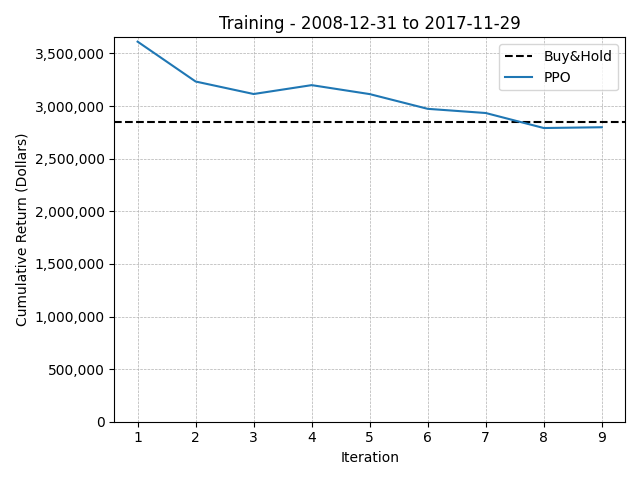 Training - 2008-12-31 to 2017-11-29
Buy&Hold
PPO
Cumulative Return (Dollars)
3,500,000
3,000,000
2,500,000
2,000,000
1,500,000
1,000,000
500,000
0
1 2 3 4 5 6 7 8 9
Iteration